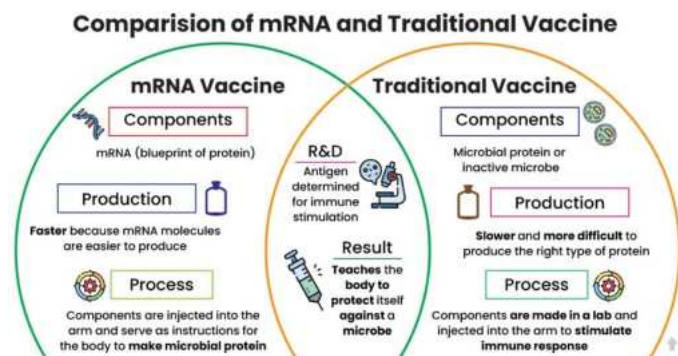 Comparision of mRNA and Traditional Vaccine
mRNA Vaccine
Components
mRNA (blueprint of protein)
Production
Faster because mRNA molecules
are easier to produce
Process
Components are injected into the
arm and serve as instructions for
the body to make microbial protein
R&D
Antigen
determined
for immune
stimulation
Result
Teaches the
body to
protect itself
against a
microbe
Traditional Vaccine
Components
Microbial protein or
inactive microbe
Production
Slower and more difficult to
produce the right type of protein
Process
Components are made in a lab and
injected into the arm to stimulate
immune response